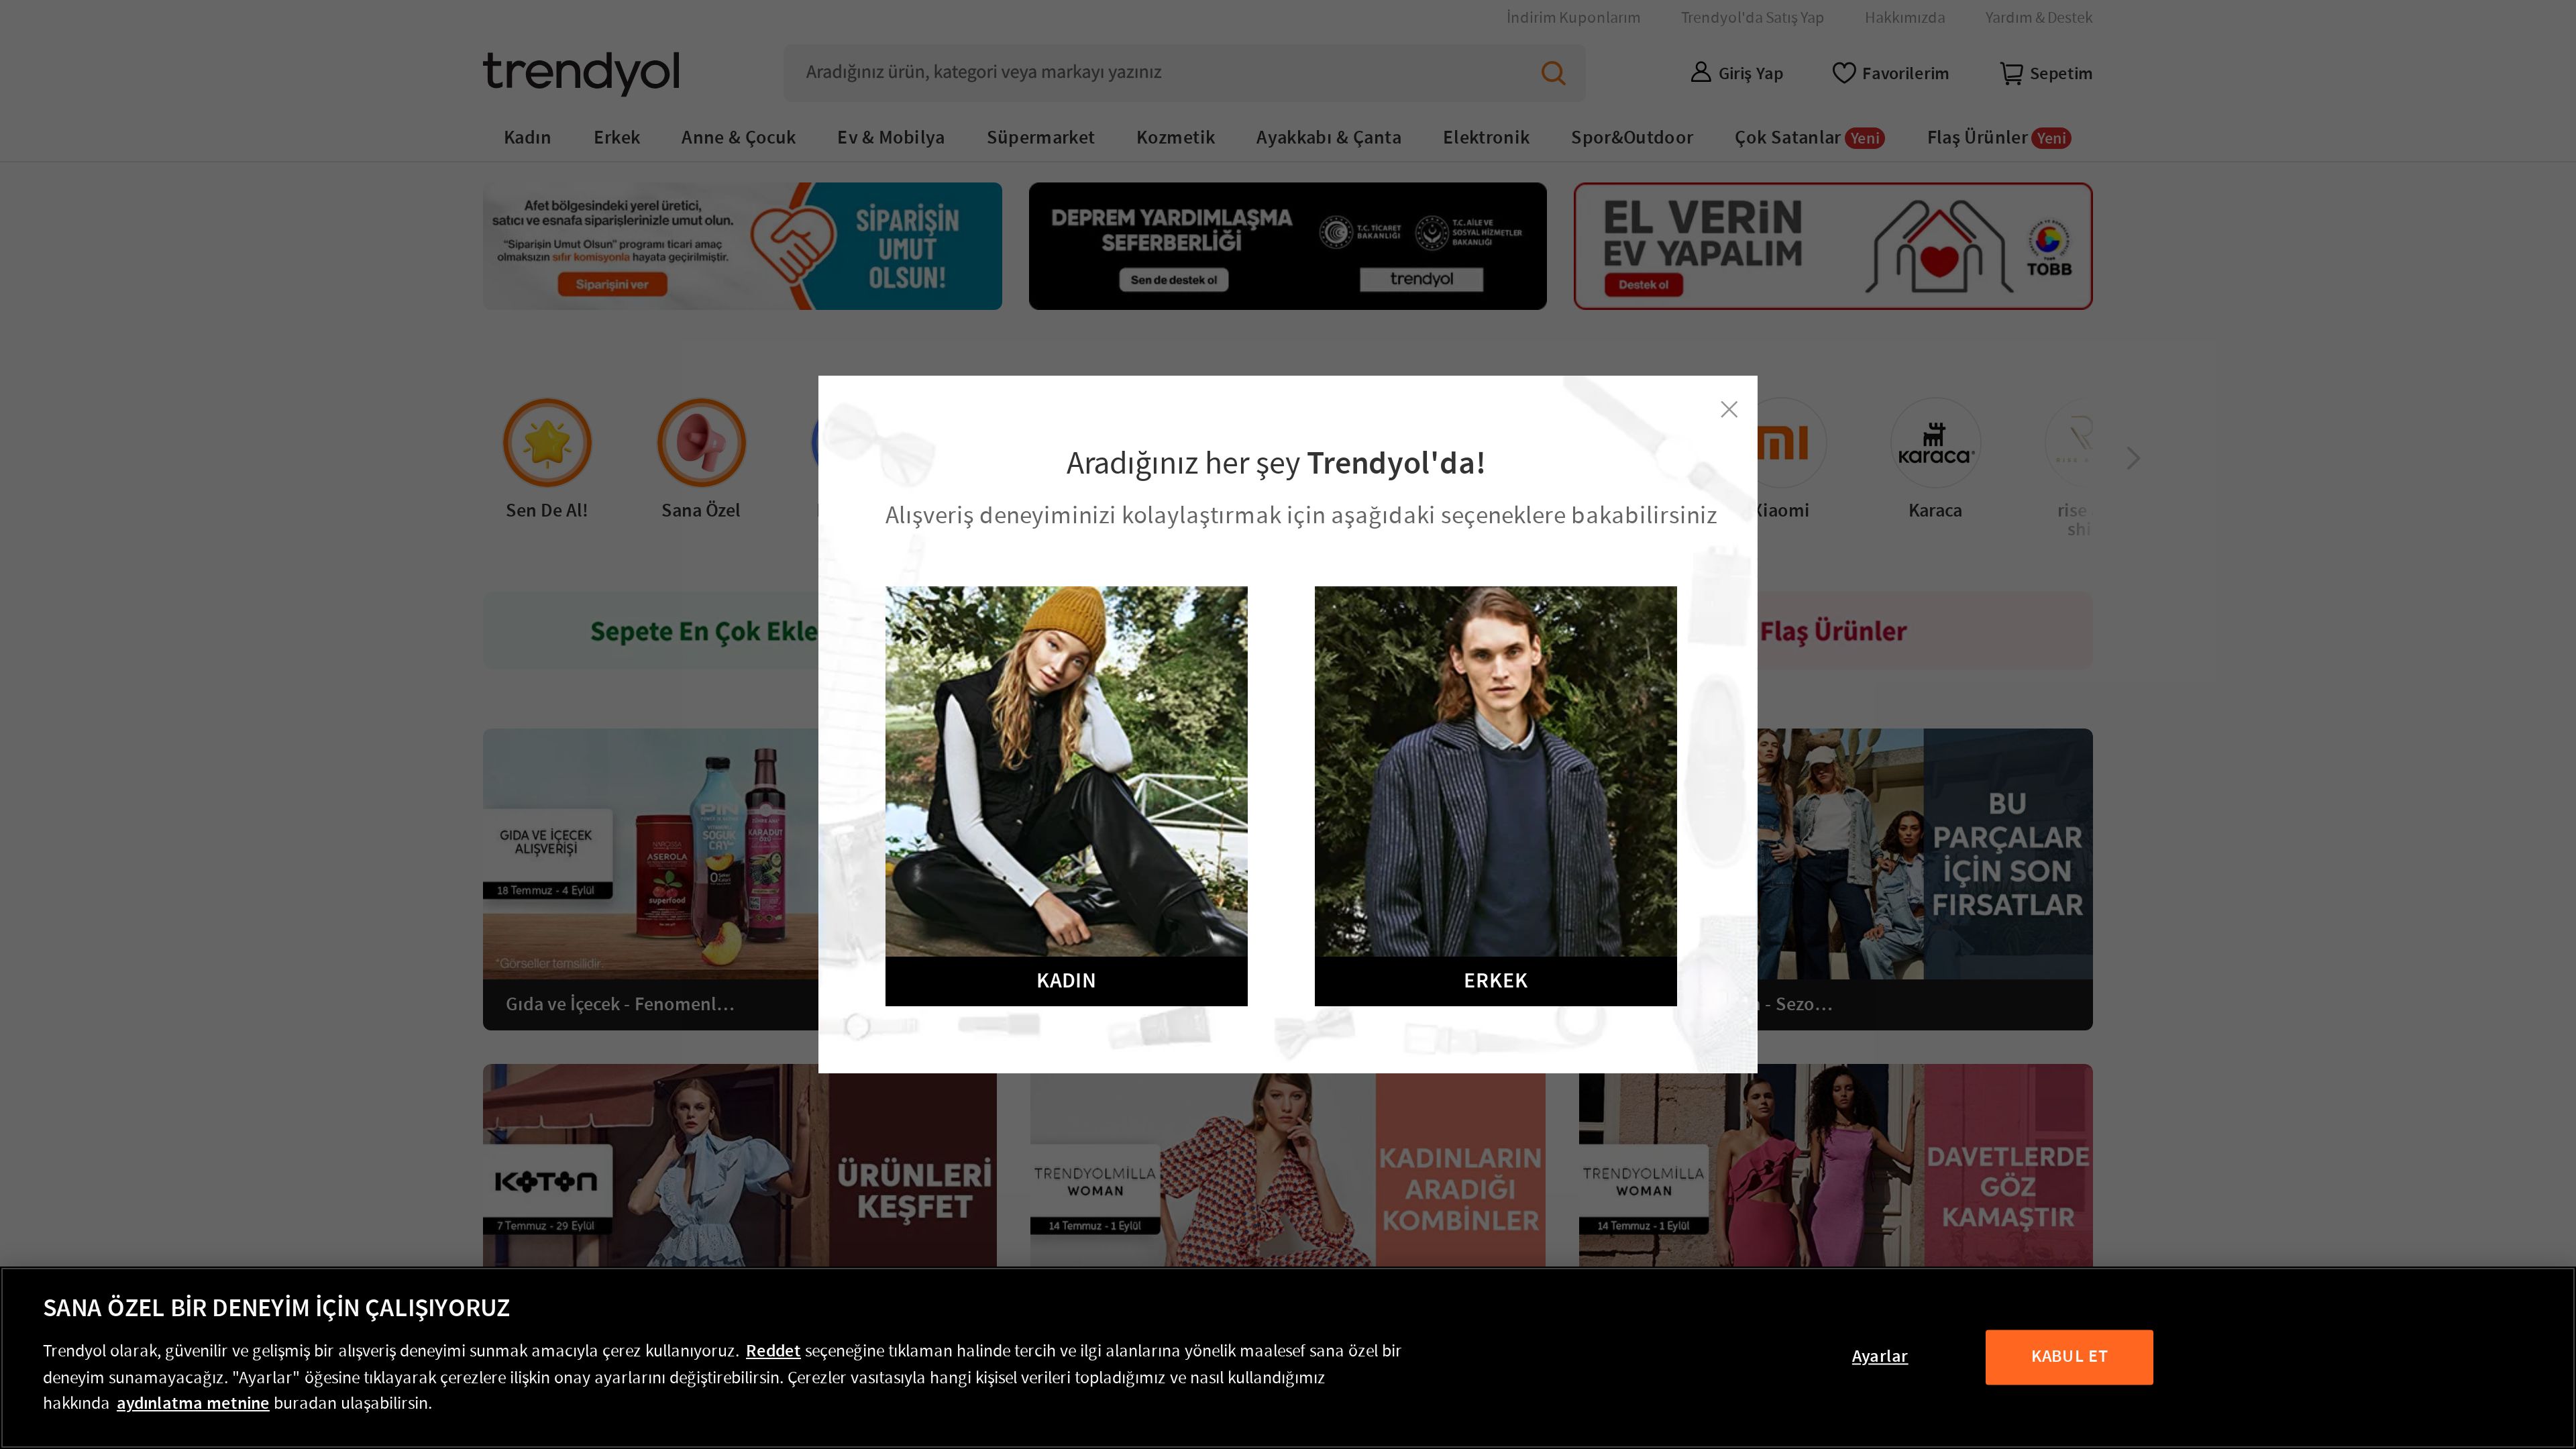 İndirim Kuponlarım
Trendyol'da Satış Yap
Hakkımızda
Yardım & Destek
trendyol
Aradığınız ürün, kategori veya markayı yazınız
Giriş Yap
Favorilerim
Sepetim
Kadın
Erkek
Anne & Çocuk
Ev & Mobilya
Süpermarket
Kozmetik
Ayakkabı & Çanta
Elektronik
Spor&Outdoor
Çok Satanlar Yeni
Flaş Ürünler Yeni
Afet bölgesindeki yerel üretici,
satıcı ve esnafa siparişlerinizle umut olun.
"Siparişin Umut Olsun" programı ticari amaç
olmaksızın sıfır komisyonla hayata geçirilmiştir.
Siparişini ver
SİPARİŞİN
UMUT
OLSUN!
DEPREM YARDIMLAŞMA
SEFERBERLİĞİ
Sen de destek ol
T.C. TİCARET
BAKANLIĞI
T.C. AİLE VE
SOSYAL HİZMETLER
BAKANLIĞI
trendyol
EL VERİN
EV YAPALIM
Destek ol
TOBB
Sen De Al!
Sana Özel
Xiaomi
karaca
Karaca
rise
shi
Aradığınız her şey Trendyol'da!
Alışveriş deneyiminizi kolaylaştırmak için aşağıdaki seçeneklere bakabilirsiniz
KADIN
ERKEK
Sepete En Çok Ekle
Flaş Ürünler
GIDA VE İÇECEK
ALIŞVERİŞİ
18 Temmuz - 4 Eylül
*Görseller temsilidir.
ASEROLA
superfood
PIN
SOĞUK
ÇAY
KARADUT
Gıda ve İçecek - Fenomenl...
BU
PARÇALAR
İÇİN SON
FIRSATLAR
- Sezo...
KOTON
7 Temmuz - 29 Eylül
ÜRÜNLERİ
KEŞFET
TRENDYOLMİLLA
WOMAN
14 Temmuz - 1 Eylül
KADINLARIN
ARADIĞI
KOMBİNLER
TRENDYOLMİLLA
WOMAN
14 Temmuz - 1 Eylül
DAVETLERDE
GÖZ
KAMAŞTIR
SANA ÖZEL BİR DENEYİM İÇİN ÇALIŞIYORUZ
Trendyol olarak, güvenilir ve gelişmiş bir alışveriş deneyimi sunmak amacıyla çerez kullanıyoruz. Reddet seçeneğine tıklaman halinde tercih ve ilgi alanlarına yönelik maalesef sana özel bir
deneyim sunamayacağız. "Ayarlar" öğesine tıklayarak çerezlere ilişkin onay ayarlarını değiştirebilirsin. Çerezler vasıtasıyla hangi kişisel verileri topladığımız ve nasıl kullandığımız
hakkında aydınlatma metnine buradan ulaşabilirsin.
Ayarlar
KABUL ET